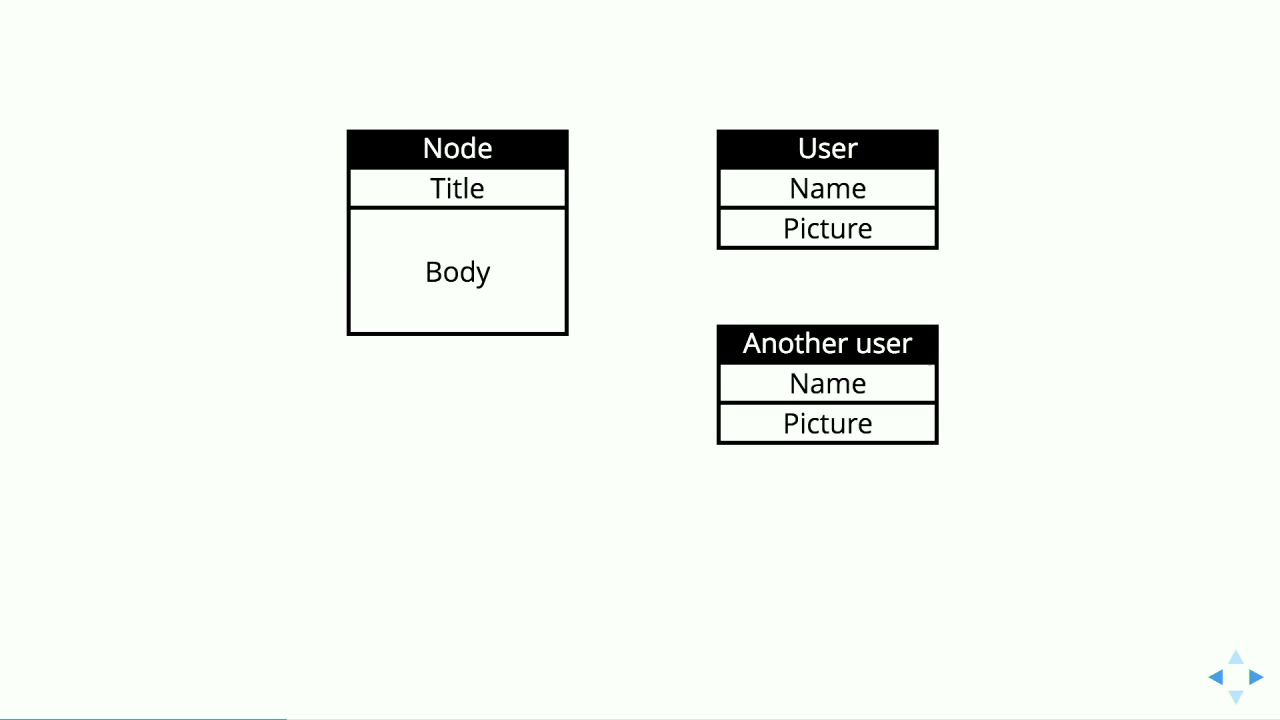 Node
Title
Body
User
Name
Picture
Another user
Name
Picture